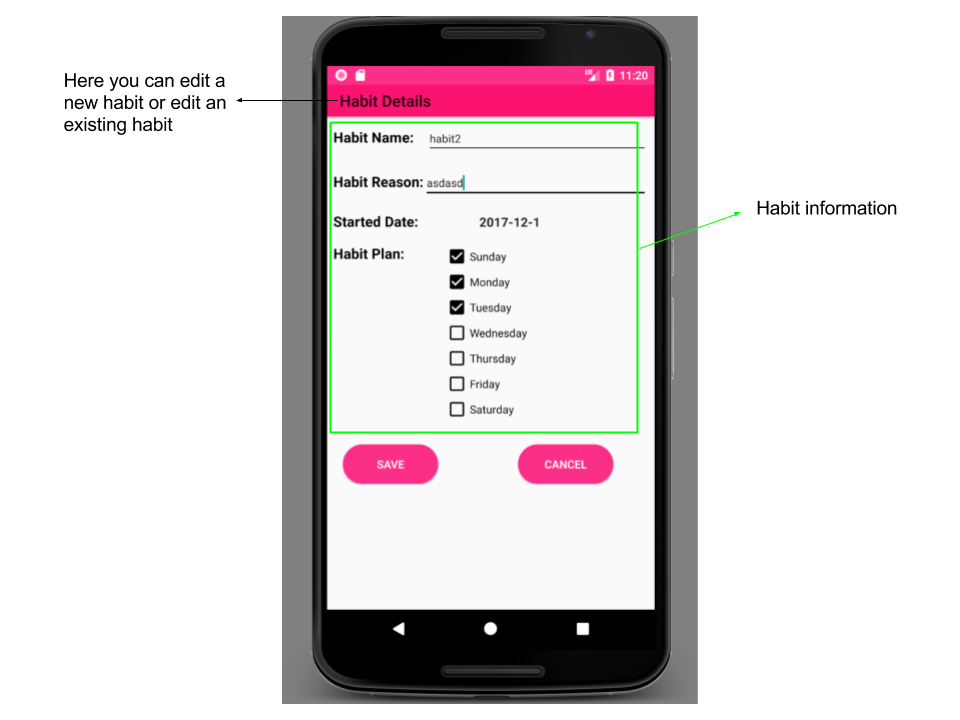 Here you can edit a
new habit or edit an
existing habit
LTE 11:20
Habit Details
Habit Name: habit2
Habit Reason: asdasd
Habit information
Started Date: 2017-12-1
Habit Plan: Sunday
Monday
Tuesday
Wednesday
Thursday
Friday
Saturday
SAVE CANCEL